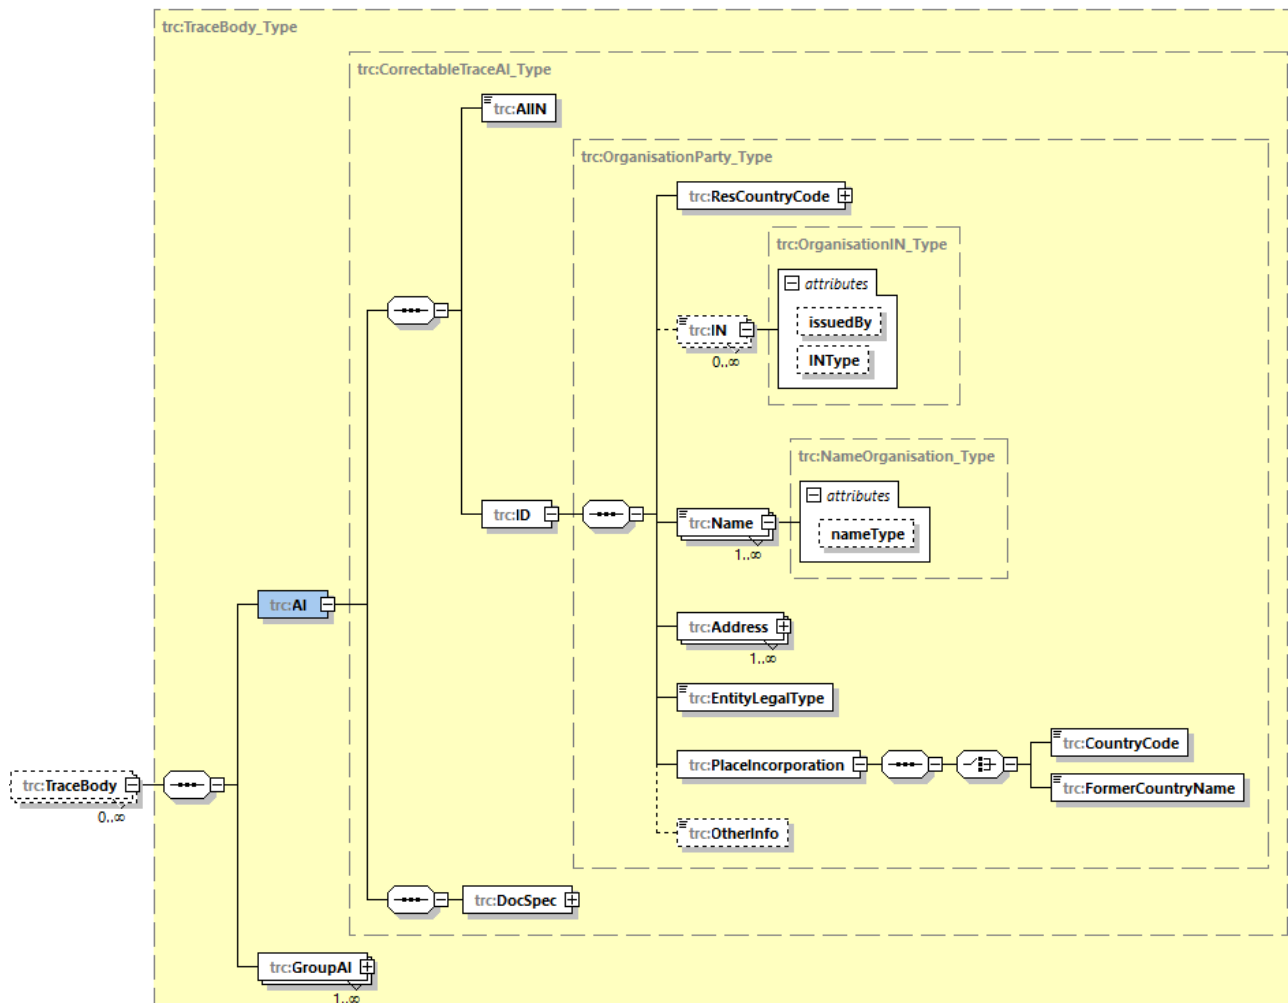 trc:TraceBody_Type
trc:CorrectableTraceAI_Type
trc:AIIN
trc:OrganisationParty_Type
trc:ResCountryCode
trc:OrganisationIN_Type
attributes
issuedBy
trc:IN
0..∞
INType
trc:NameOrganisation_Type
attributes
trc:ID
trc:Name
nameType
1..∞
trc:AI
trc:Address
1..∞
trc:EntityLegalType
trc:CountryCode
trc:PlaceIncorporation
trc:TraceBody
0..∞
trc:FormerCountryName
trc:OtherInfo
trc:DocSpec
trc:GroupAI
1..∞